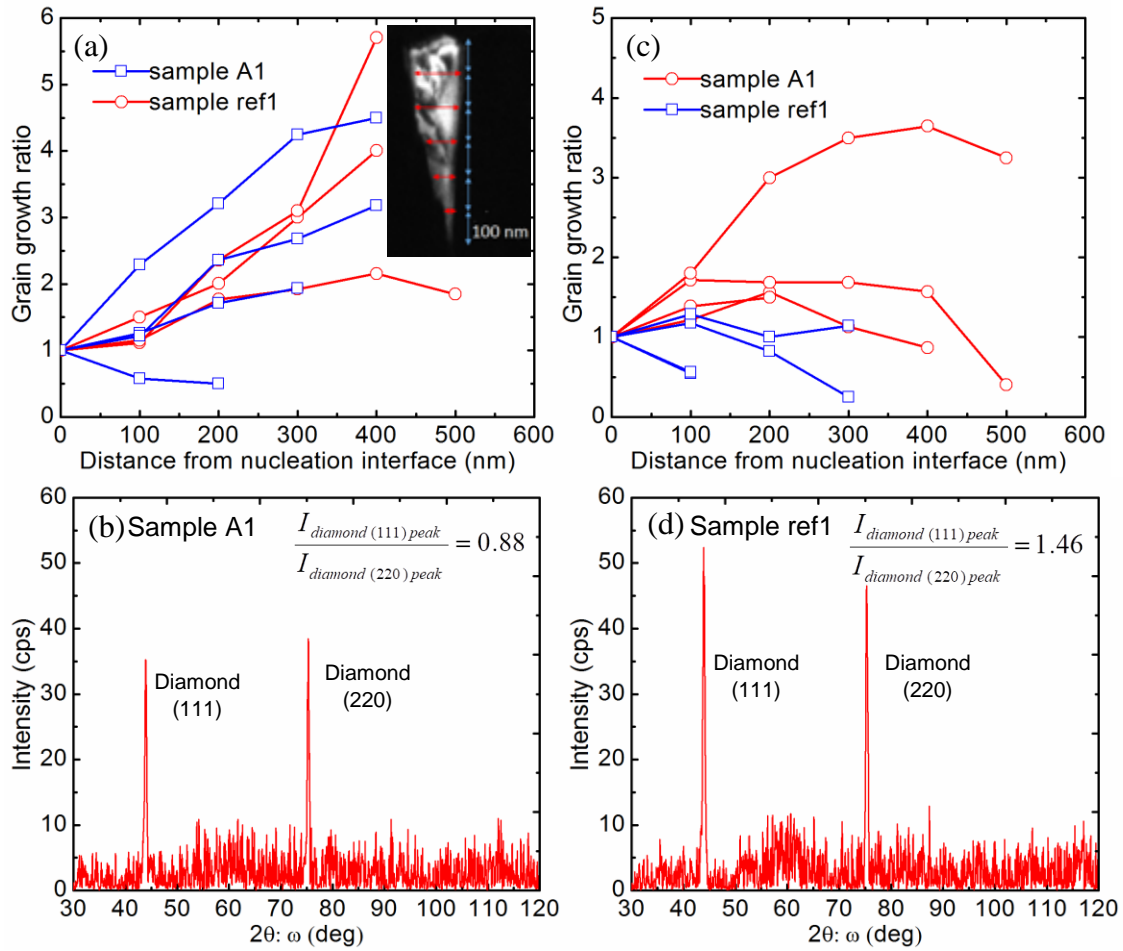 (a)
sample A1
sample ref1
100 nm
Grain growth ratio
6
5
4
3
2
1
0
0 100 200 300 400 500 600
Distance from nucleation interface (nm)
(c)
sample A1
sample ref1
Grain growth ratio
5
4
3
2
1
0
0 100 200 300 400 500 600
Distance from nucleation interface (nm)
(b) Sample A1
I diamond (111) peak
I diamond (220) peak
= 0.88
Diamond
(111)
Diamond
(220)
Intensity (cps)
60
50
40
30
20
10
0
30 40 50 60 70 80 90 100 110 120
2θ: ω (deg)
(d) Sample ref1
I diamond (111) peak
I diamond (220) peak
= 1.46
Diamond
(111)
Diamond
(220)
Intensity (cps)
60
50
40
30
20
10
0
30 40 50 60 70 80 90 100 110 120
2θ: ω (deg)